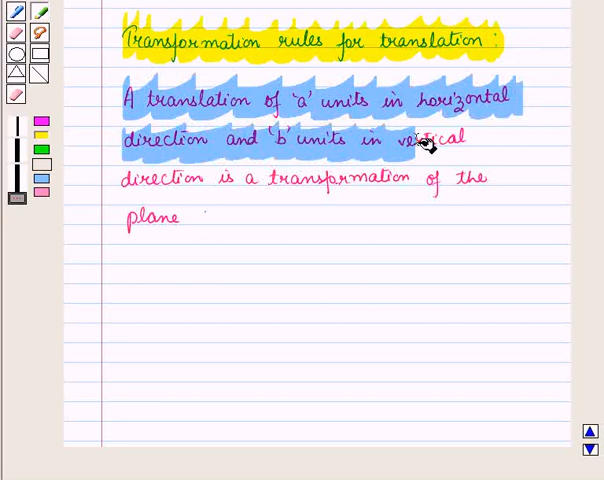 Transformation rules for translation :
A translation of 'a' units in horizontal
direction and 'b' units in vertical
direction is a transformation of the
plane